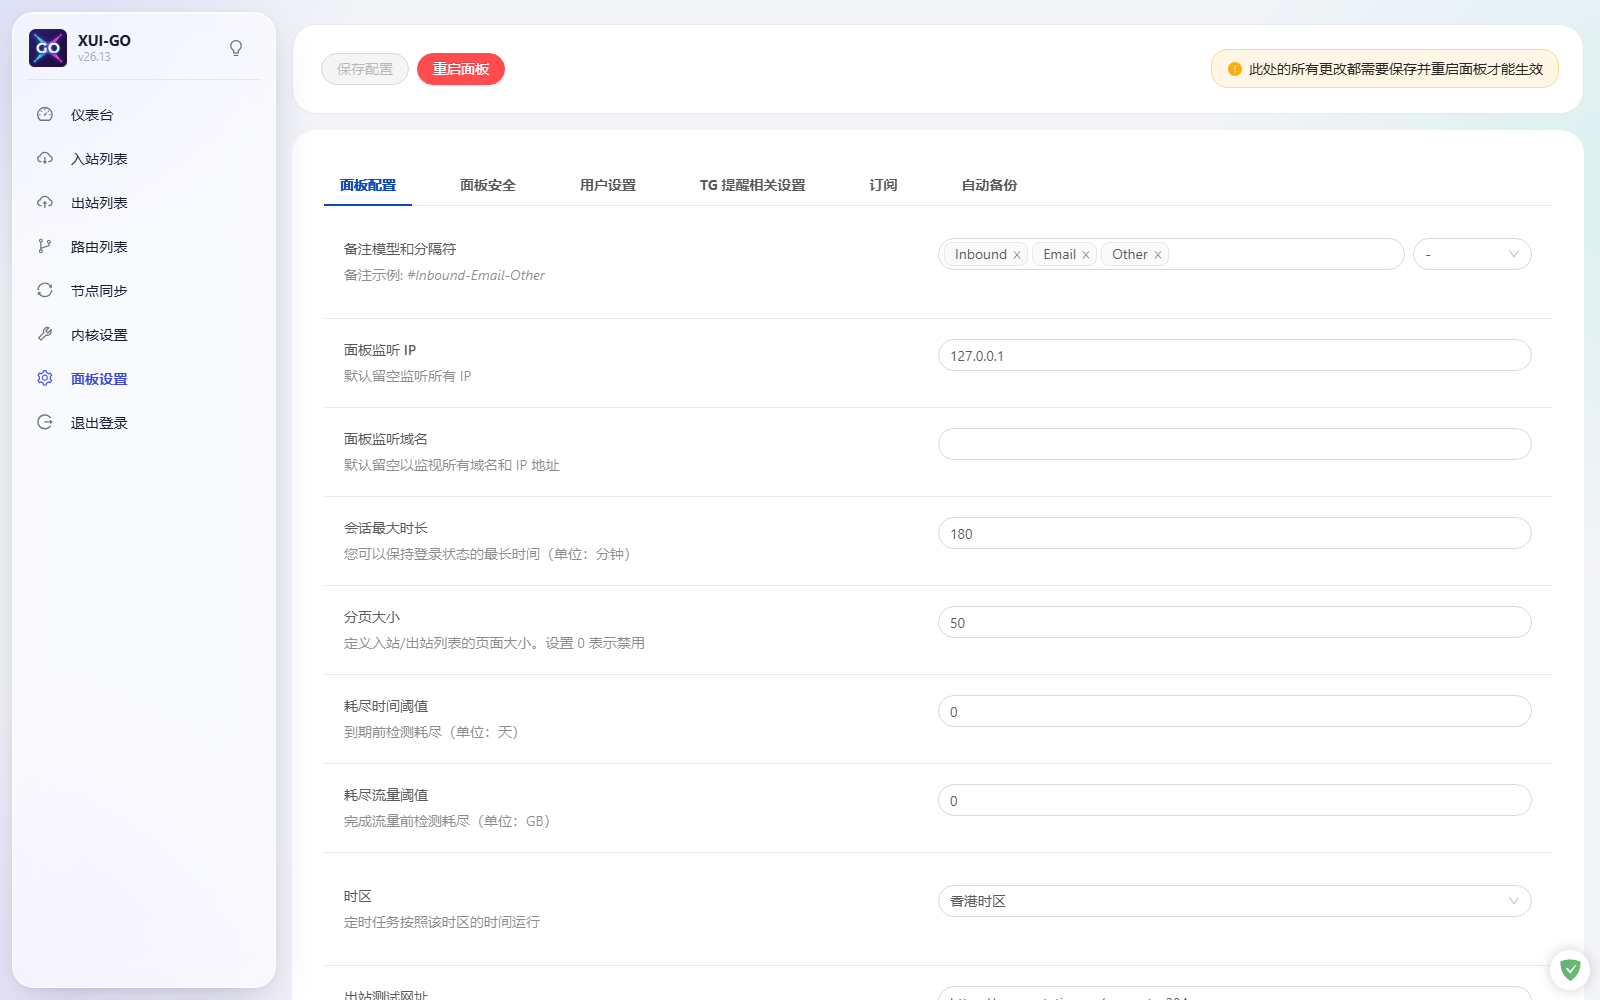 XUI-GO
v26.13
仪表台
入站列表
出站列表
路由列表
节点同步
内核设置
面板设置
退出登录
保存配置 重启面板
此处的所有更改都需要保存并重启面板才能生效
面板配置 面板安全 用户设置 TG 提醒相关设置 订阅 自动备份
备注模型和分隔符
备注示例: #Inbound-Email-Other
Inbound Email Other -
面板监听 IP
默认留空监听所有 IP
127.0.0.1
面板监听域名
默认留空以监视所有域名和 IP 地址
会话最大时长
您可以保持登录状态的最长时间（单位：分钟）
180
分页大小
定义入站/出站列表的页面大小。设置 0 表示禁用
50
耗尽时间阈值
到期前检测耗尽（单位：天）
0
耗尽流量阈值
完成流量前检测耗尽（单位：GB）
0
时区
定时任务按照该时区的时间运行
香港时区
出站测试网址